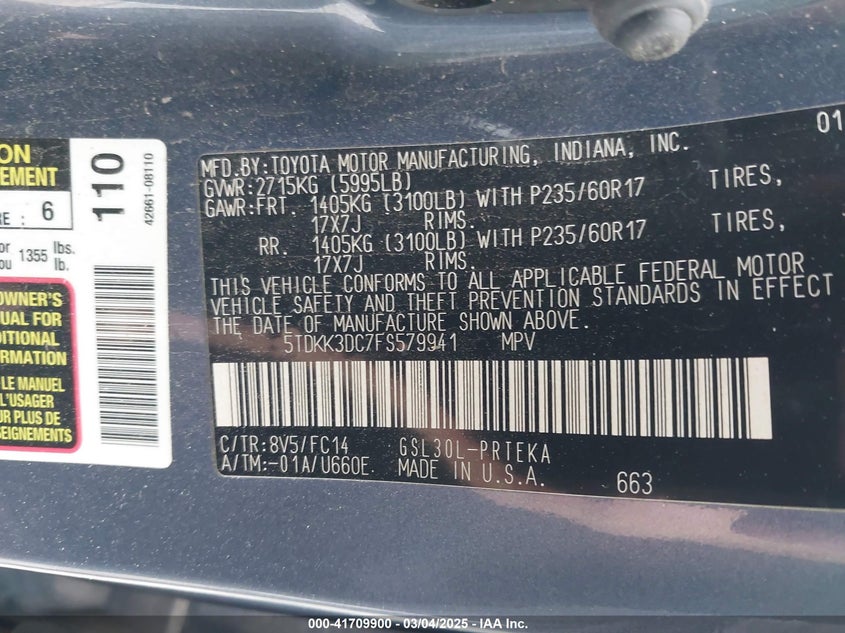 ON
EMENT
RE : 6
or 1355 lbs.
ou lb.
110
42661-08110
OWNER'S
UAL FOR
DITIONAL
RMATION
LE MANUEL
L'USAGER
R PLUS DE
SEIGNEMENTS
01
MFD.BY:TOYOTA MOTOR MANUFACTURING, INDIANA, INC.
GVWR:2715KG (5995LB)
GAWR:FRT. 1405KG (3100LB) WITH P235/60R17 TIRES,
17X7J RIMS.
RR. 1405KG (3100LB) WITH P235/60R17 TIRES,
17X7J RIMS.
THIS VEHICLE CONFORMS TO ALL APPLICABLE FEDERAL MOTOR
VEHICLE SAFETY AND THEFT PREVENTION STANDARDS IN EFFECT
THE DATE OF MANUFACTURE SHOWN ABOVE.
5TDKK3DC7FS579941 MPV
C/TR:8V5/FC14 GSL30L-PRTEKA
A/TM:-01A/U660E. MADE IN U.S.A.
663
000-41709900 — 03/04/2025 — IAA Inc.